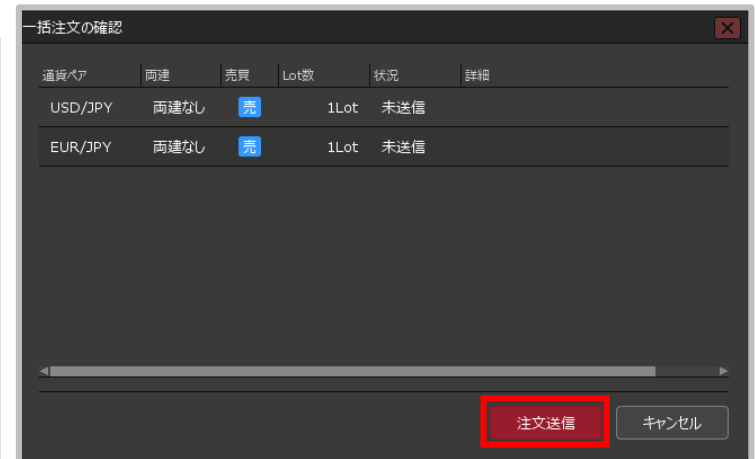 一括注文の確認
通貨ペア 両建 売買 Lot数 状況 詳細
USD/JPY 両建なし 売 1Lot 未送信
EUR/JPY 両建なし 売 1Lot 未送信
注文送信 キャンセル